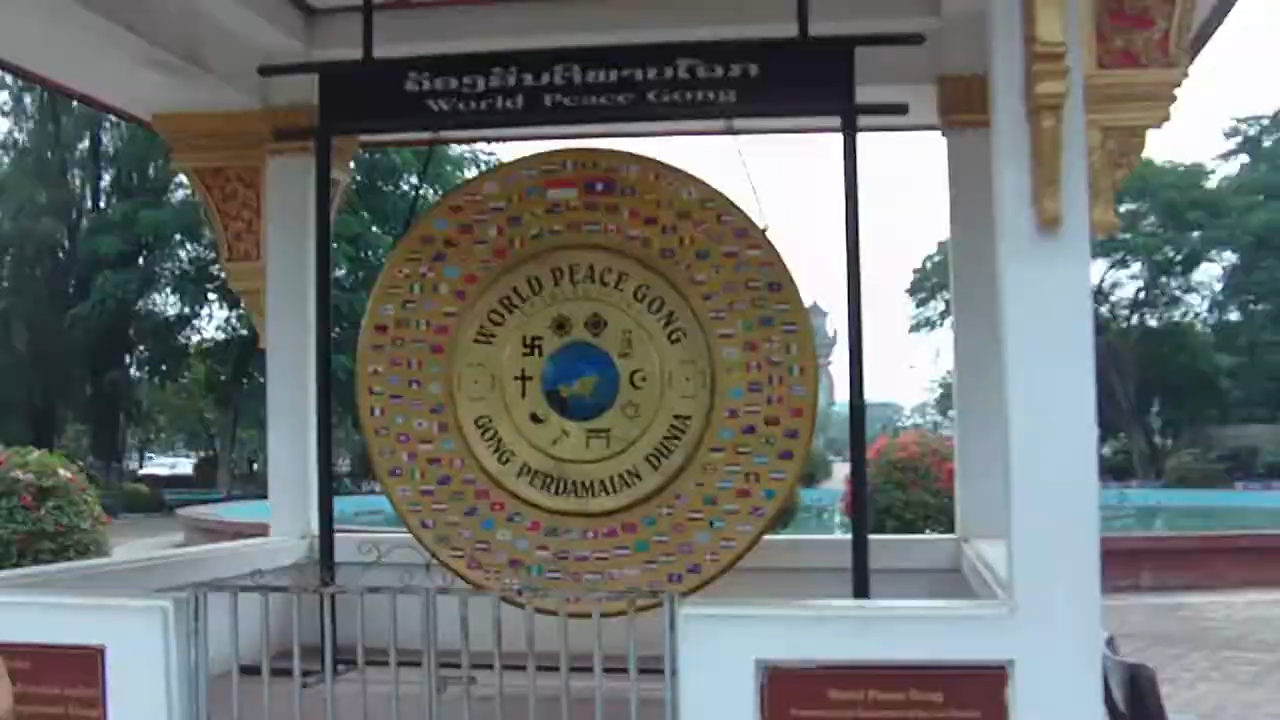 ຄ້ອງສັນຕິພາບໂລກ
World Peace Gong
WORLD PEACE GONG
GONG PERDAMAIAN DUNIA
World Peace Gong